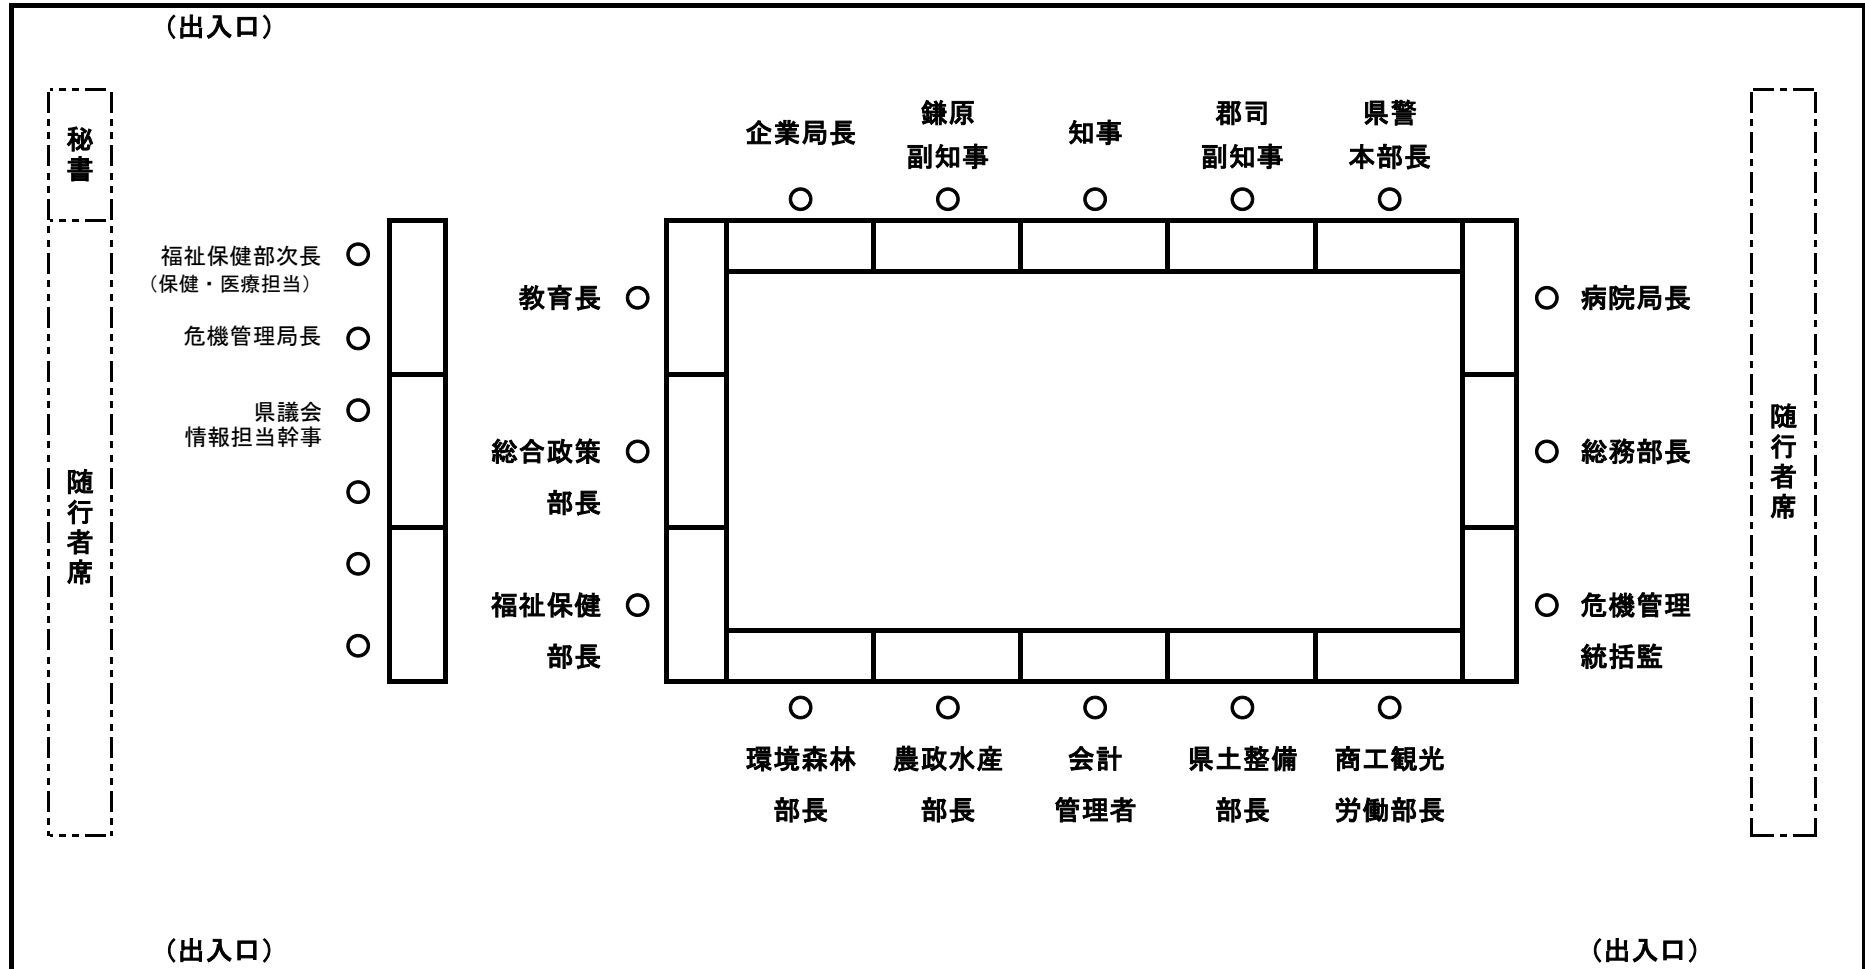 （出入口）
秘書
随行者席
企業局長
鎌原
副知事
知事
郡司
副知事
県警
本部長
福祉保健部次長
（保健・医療担当）
危機管理局長
県議会
情報担当幹事
教育長
総合政策
部長
福祉保健
部長
病院局長
総務部長
危機管理
統括監
随行者席
環境森林
部長
農政水産
部長
会計
管理者
県土整備
部長
商工観光
労働部長
（出入口）
（出入口）